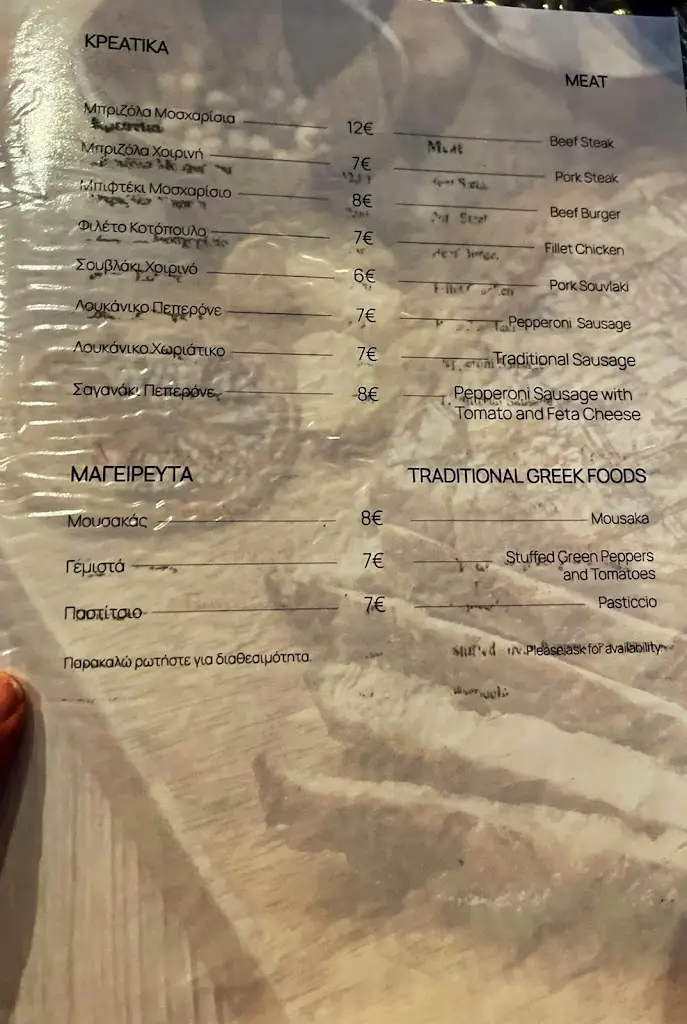 ΚΡΕΑΤΙΚΑ MEAT
Μπριζόλα Μοσχαρίσια 12€ Beef Steak
Μπριζόλα Χοιρινή 7€ Pork Steak
Μπιφτέκι Μοσχαρίσιο 8€ Beef Burger
Φιλέτο Κοτόπουλο 7€ Fillet Chicken
Σουβλάκι Χοιρινό 6€ Pork Souvlaki
Λουκάνικο Πεπερόνε 7€ Pepperoni Sausage
Λουκάνικο Χωριάτικο 7€ Traditional Sausage
Σαγανάκι Πεπερόνε 8€ Pepperoni Sausage with
Tomato and Feta Cheese
ΜΑΓΕΙΡΕΥΤΑ TRADITIONAL GREEK FOODS
Μουσακάς 8€ Mousaka
Γεμιστά 7€ Stuffed Green Peppers
and Tomatoes
Παστίτσιο 7€ Pasticcio
Παρακαλώ ρωτήστε για διαθεσιμότητα. Please ask for availability.